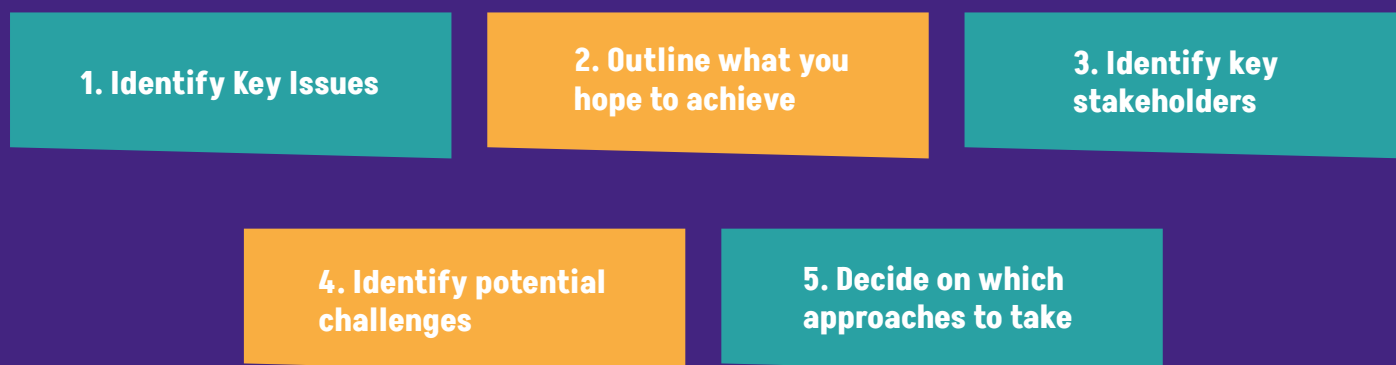 1. Identify Key Issues
2. Outline what you
hope to achieve
3. Identify key
stakeholders
4. Identify potential
challenges
5. Decide on which
approaches to take